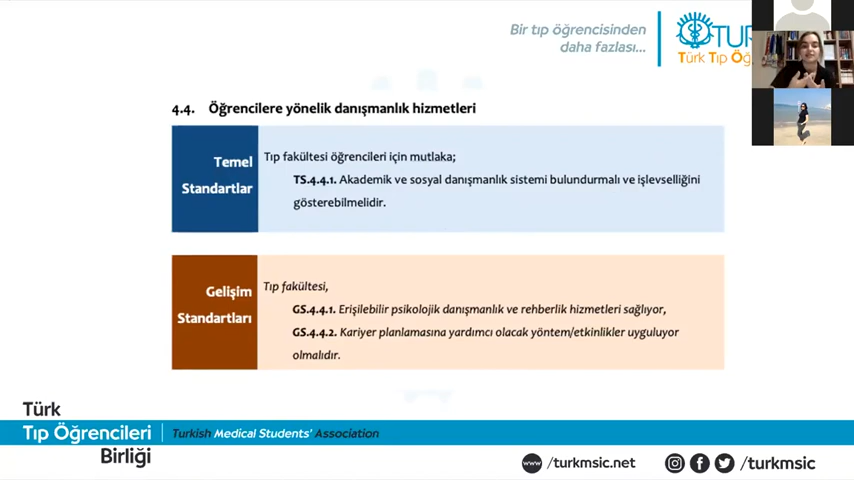 Bir tıp öğrencisinden
daha fazlası...
TUR
Türk Tıp Öğ
4.4. Öğrencilere yönelik danışmanlık hizmetleri
Temel
Standartlar
Tıp fakültesi öğrencileri için mutlaka;
TS.4.4.1. Akademik ve sosyal danışmanlık sistemi bulundurmalı ve işlevselliğini
gösterebilmelidir.
Gelişim
Standartları
Tıp fakültesi,
GS.4.4.1. Erişilebilir psikolojik danışmanlık ve rehberlik hizmetleri sağlıyor,
GS.4.4.2. Kariyer planlamasına yardımcı olacak yöntem/etkinlikler uyguluyor
olmalıdır.
Türk
Tıp Öğrencileri
Birliği
Turkish Medical Students' Association
www /turkmsic.net
/turkmsic